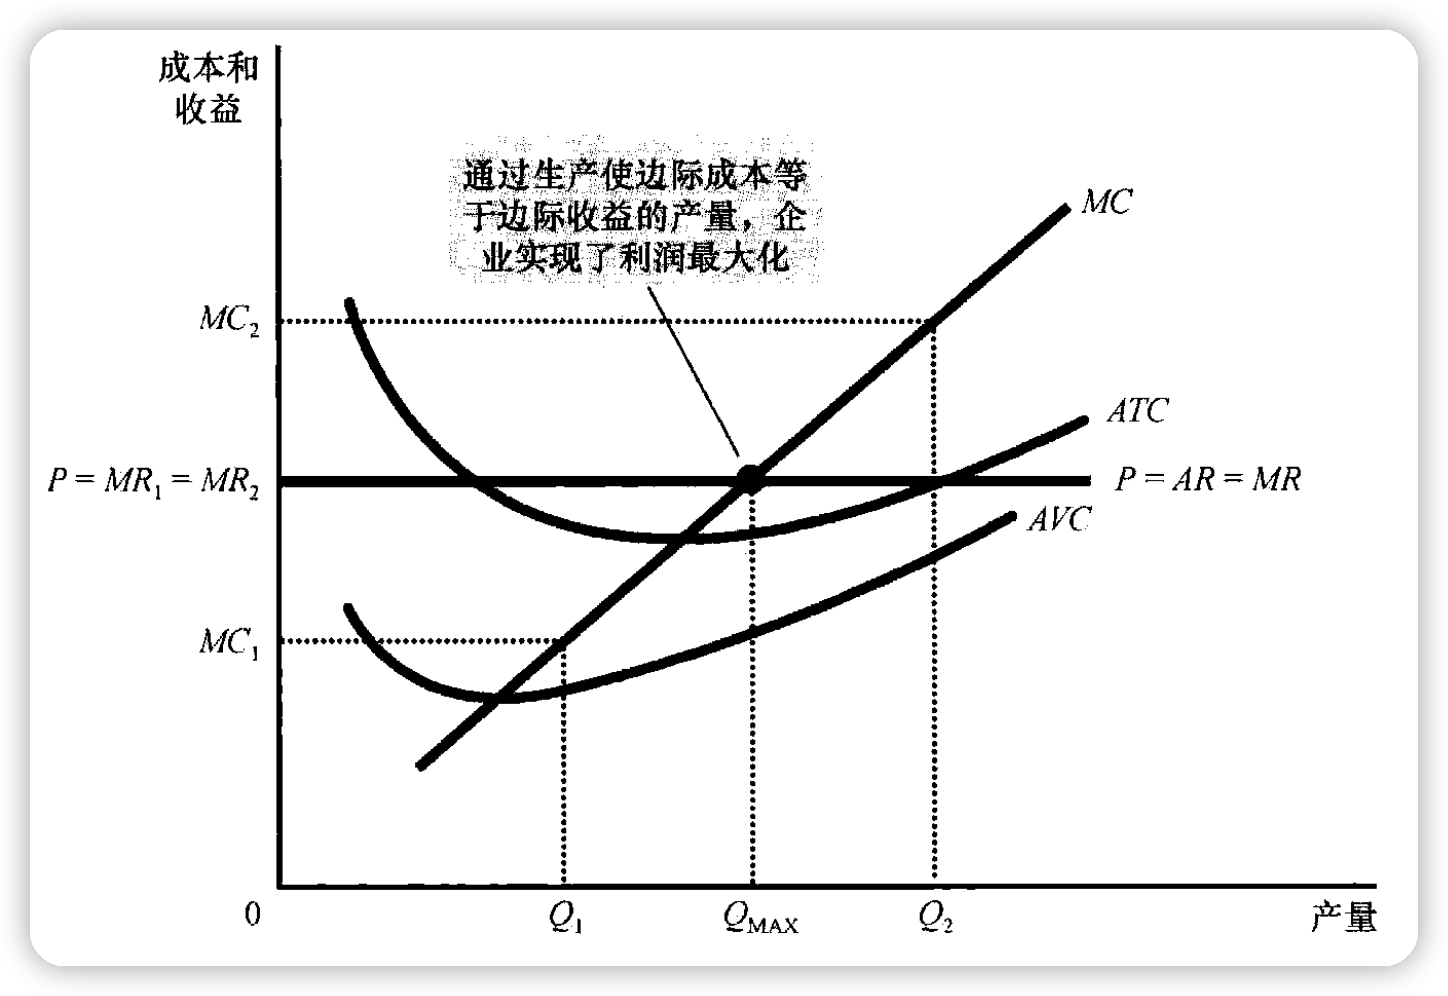 成本和
收益
通过生产使边际成本等
于边际收益的产量，企
业实现了利润最大化
MC
MC₂
ATC
P = MR₁ = MR₂
P = AR = MR
AVC
MC₁
0
Q₁
Q_MAX
Q₂
产量